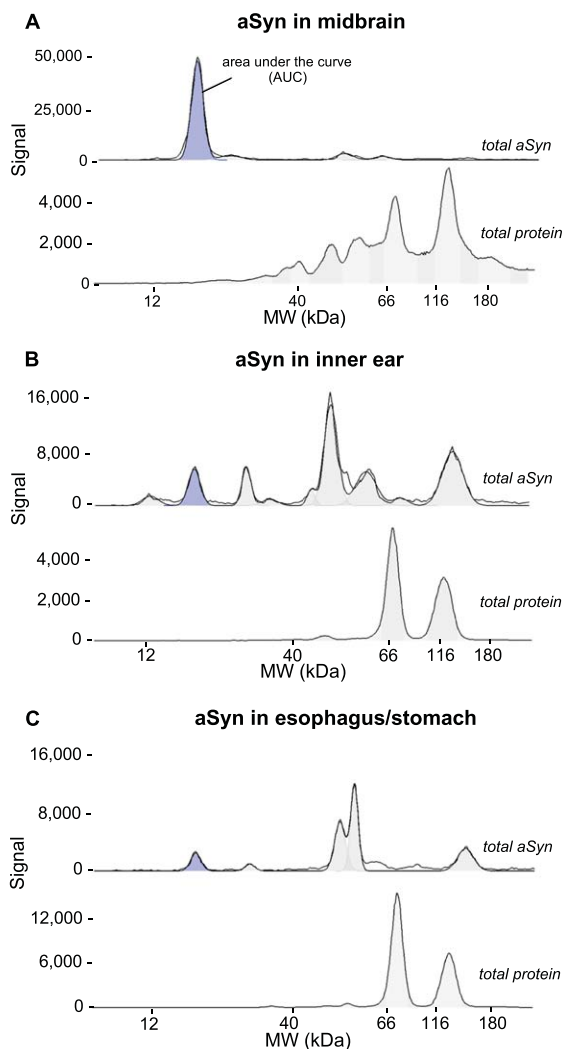 A
aSyn in midbrain
50,000
25,000
0
Signal
area under the curve
(AUC)
total aSyn
4,000
2,000
0
total protein
12 40 66 116 180
MW (kDa)
B
aSyn in inner ear
16,000
8,000
0
Signal
total aSyn
4,000
2,000
0
total protein
12 40 66 116 180
MW (kDa)
C
aSyn in esophagus/stomach
16,000
8,000
0
Signal
total aSyn
12,000
6,000
0
total protein
12 40 66 116 180
MW (kDa)